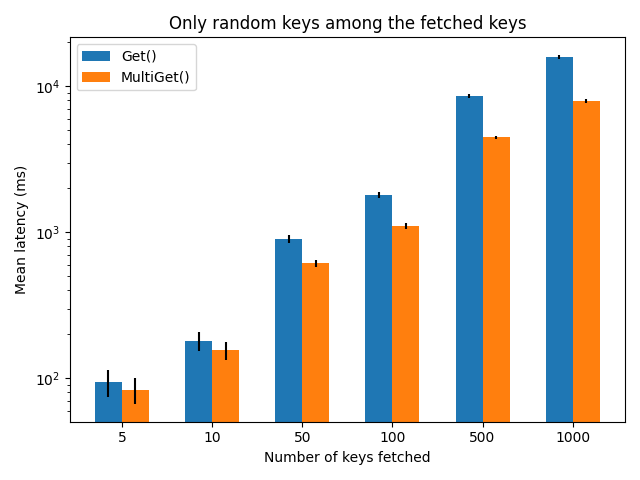 Only random keys among the fetched keys
Get()
MultiGet()
Mean latency (ms)
10⁴
10³
10²
5 10 50 100 500 1000
Number of keys fetched